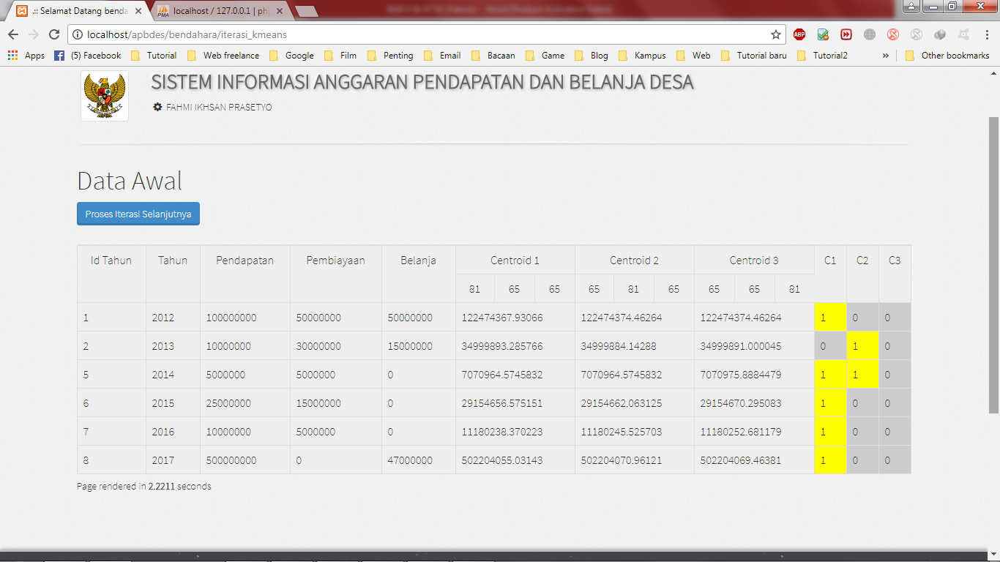 .:: Selamat Datang benda
localhost / 127.0.0.1 | ph
localhost/apbdes/bendahara/iterasi_kmeans
ABP
Apps (5) Facebook Tutorial Web freelance Google Film Penting Email Bacaan Game Blog Kampus Web Tutorial baru Tutorial2 » Other bookmarks
SISTEM INFORMASI ANGGARAN PENDAPATAN DAN BELANJA DESA
FAHMI IKHSAN PRASETYO
Data Awal
Proses Iterasi Selanjutnya
Id Tahun Tahun Pendapatan Pembiayaan Belanja Centroid 1 Centroid 2 Centroid 3 C1 C2 C3
81 65 65 65 81 65 65 65 81
1 2012 100000000 50000000 50000000 122474367.93066 122474374.46264 122474374.46264 1 0 0
2 2013 10000000 30000000 15000000 34999893.285766 34999884.14288 34999891.000045 0 1 0
5 2014 5000000 5000000 0 7070964.5745832 7070964.5745832 7070975.8884479 1 1 0
6 2015 25000000 15000000 0 29154656.575151 29154662.063125 29154670.295083 1 0 0
7 2016 10000000 5000000 0 11180238.370223 11180245.525703 11180252.681179 1 0 0
8 2017 500000000 0 47000000 502204055.03143 502204070.96121 502204069.46381 1 0 0
Page rendered in 2.2211 seconds